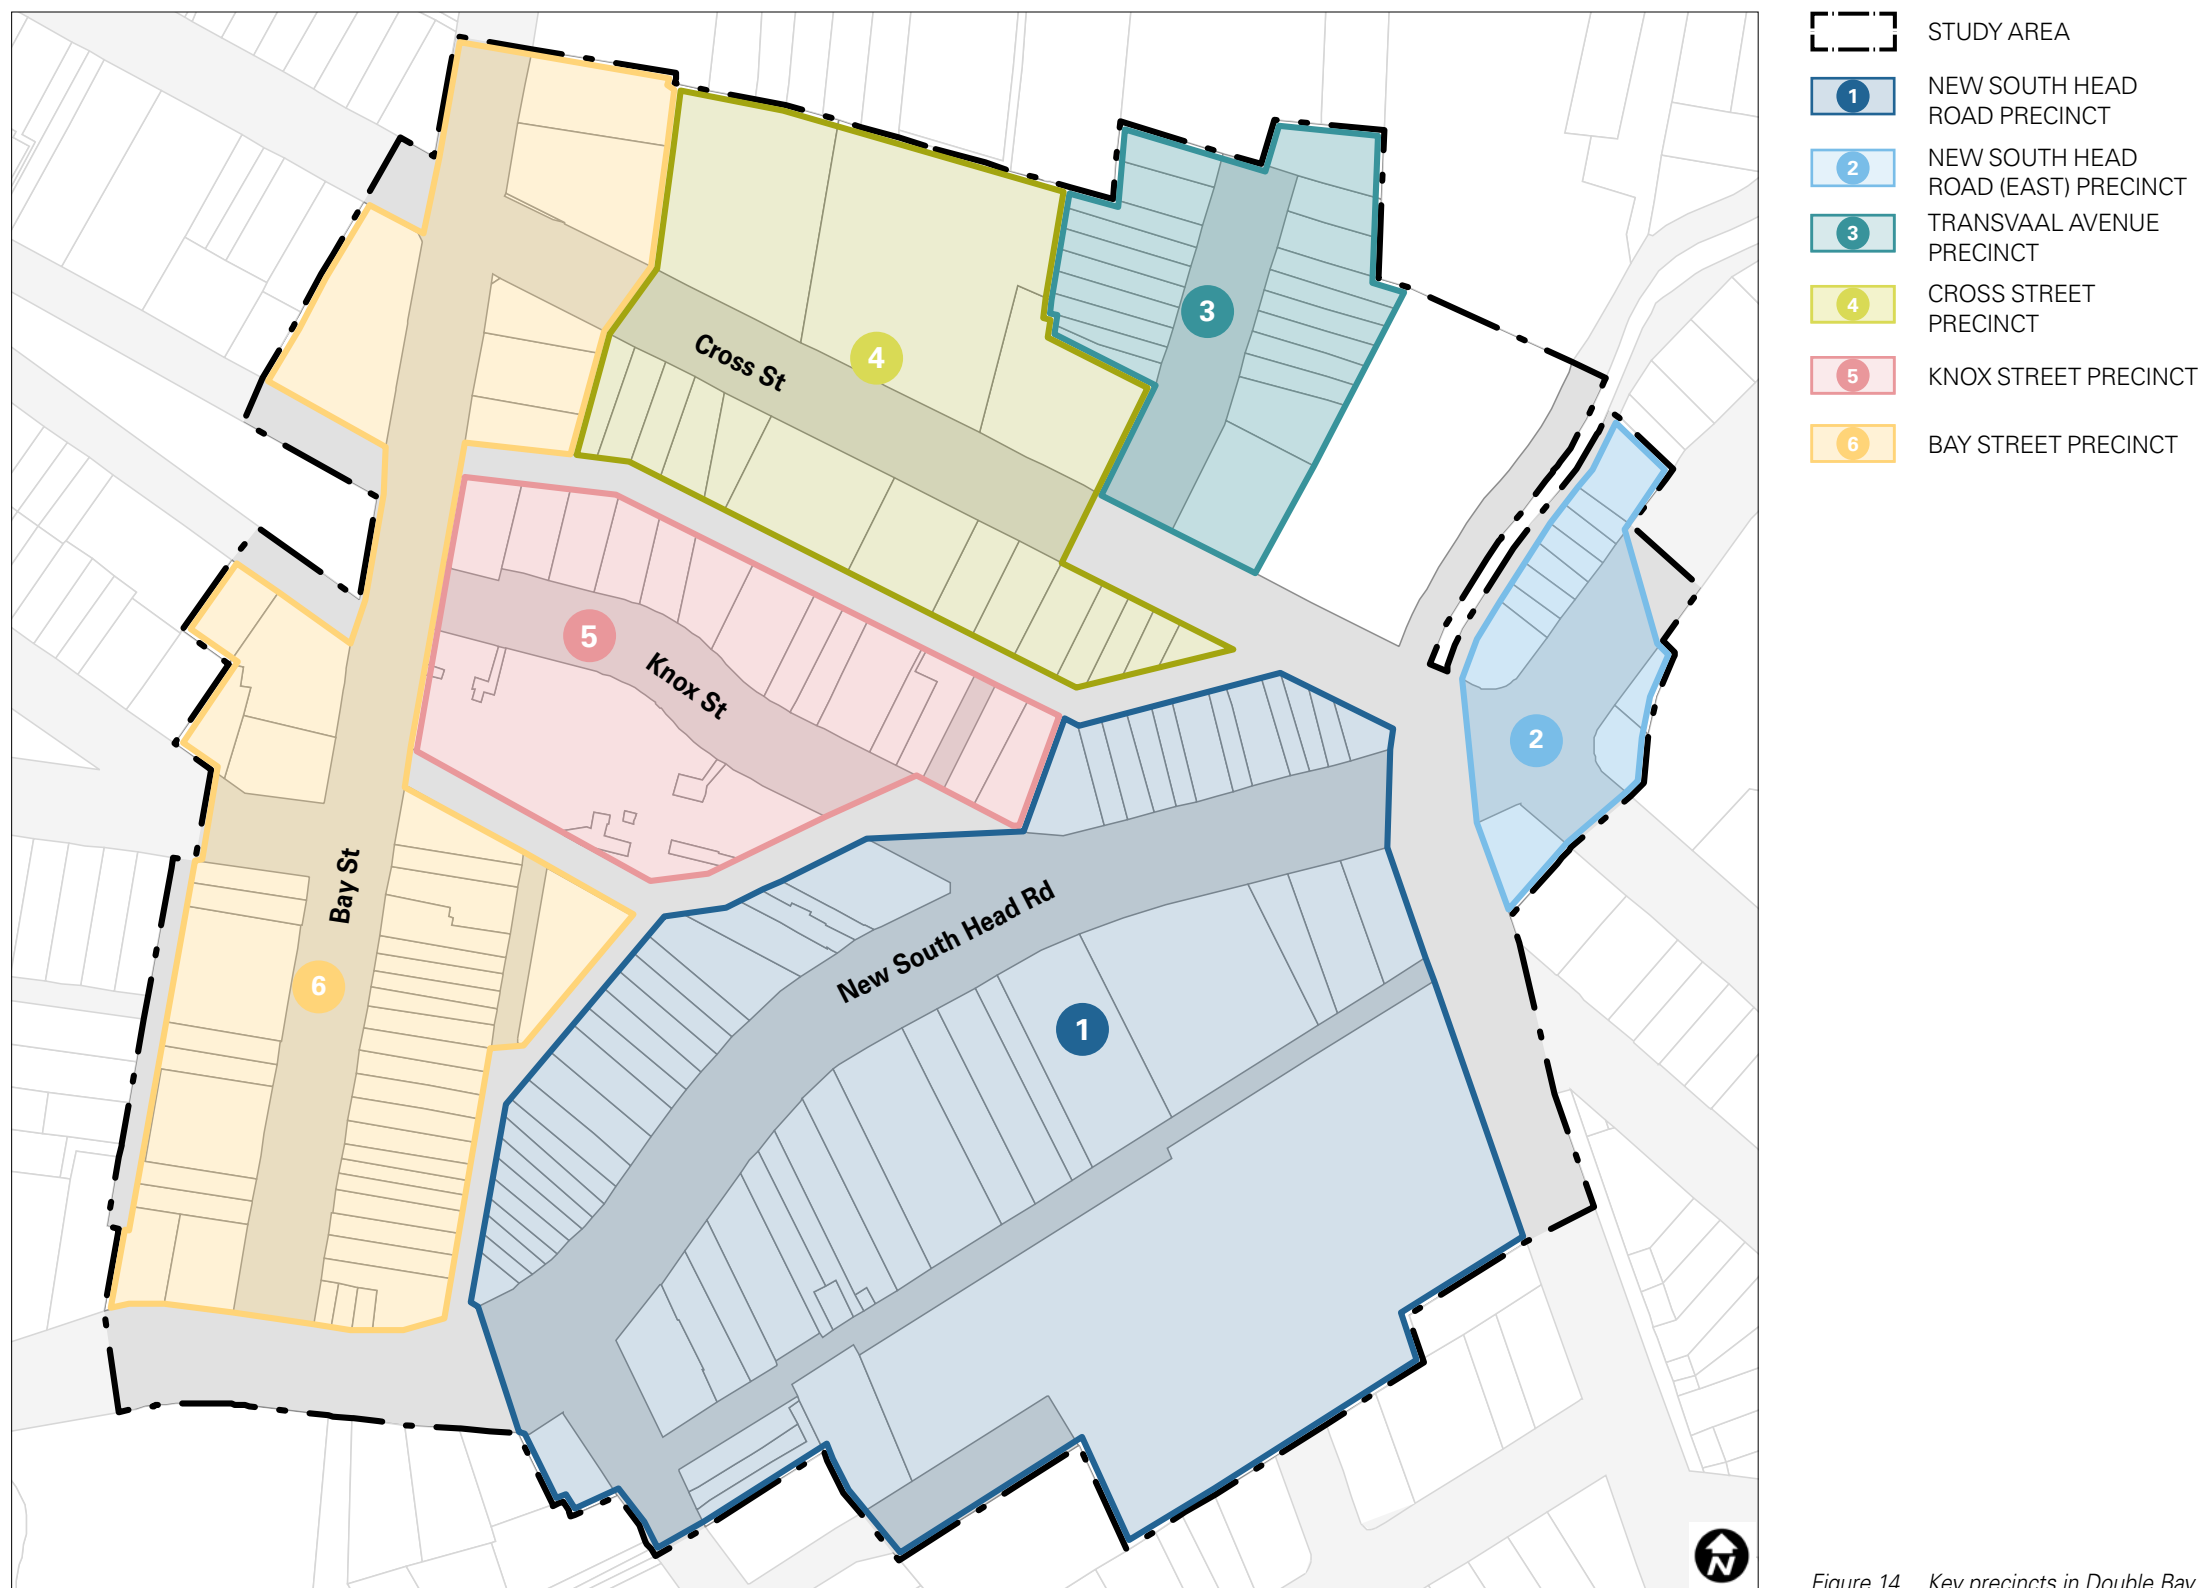 STUDY AREA
1
NEW SOUTH HEAD
ROAD PRECINCT
2
NEW SOUTH HEAD
ROAD (EAST) PRECINCT
3
TRANSVAAL AVENUE
PRECINCT
4
CROSS STREET
PRECINCT
5
KNOX STREET PRECINCT
6
BAY STREET PRECINCT
3
Cross St
4
5
Knox St
2
Bay St
New South Head Rd
6
1
N
Figure 14 Key precincts in Double Bay